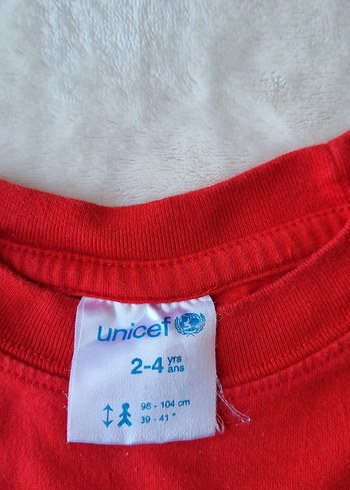 unicef
2-4 yrs
ans
98 - 104 cm
39 - 41 "